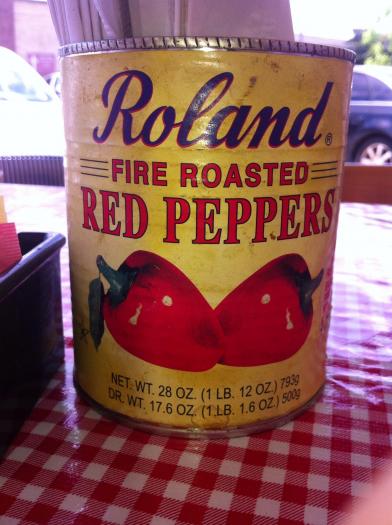 Roland®
FIRE ROASTED
RED PEPPERS
NET. WT. 28 OZ. (1 LB. 12 OZ.) 793g
DR. WT. 17.6 OZ. (1 LB. 1.6 OZ.) 500g